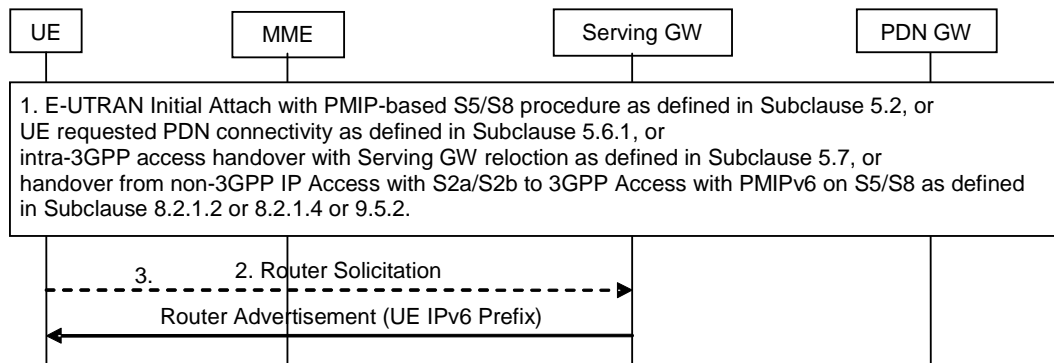 UE
MME
Serving GW
PDN GW
1. E-UTRAN Initial Attach with PMIP-based S5/S8 procedure as defined in Subclause 5.2, or
UE requested PDN connectivity as defined in Subclause 5.6.1, or
intra-3GPP access handover with Serving GW reloction as defined in Subclause 5.7, or
handover from non-3GPP IP Access with S2a/S2b to 3GPP Access with PMIPv6 on S5/S8 as defined
in Subclause 8.2.1.2 or 8.2.1.4 or 9.5.2.
2. Router Solicitation
3.
Router Advertisement (UE IPv6 Prefix)